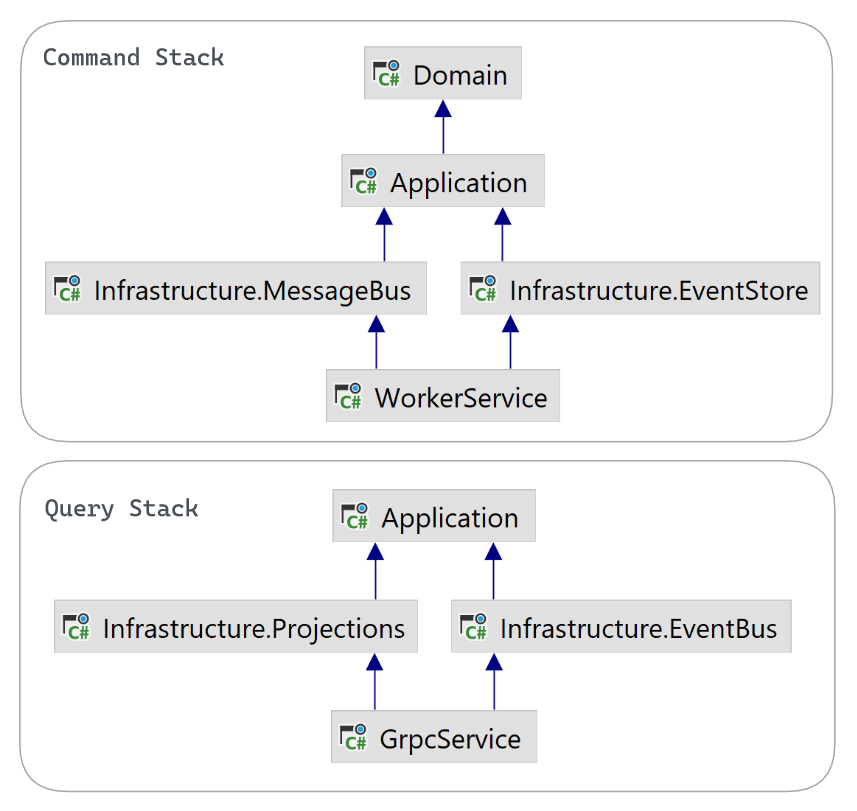 Command Stack
C# Domain
C# Application
C# Infrastructure.MessageBus
C# Infrastructure.EventStore
C# WorkerService
Query Stack
C# Application
C# Infrastructure.Projections
C# Infrastructure.EventBus
C# GrpcService